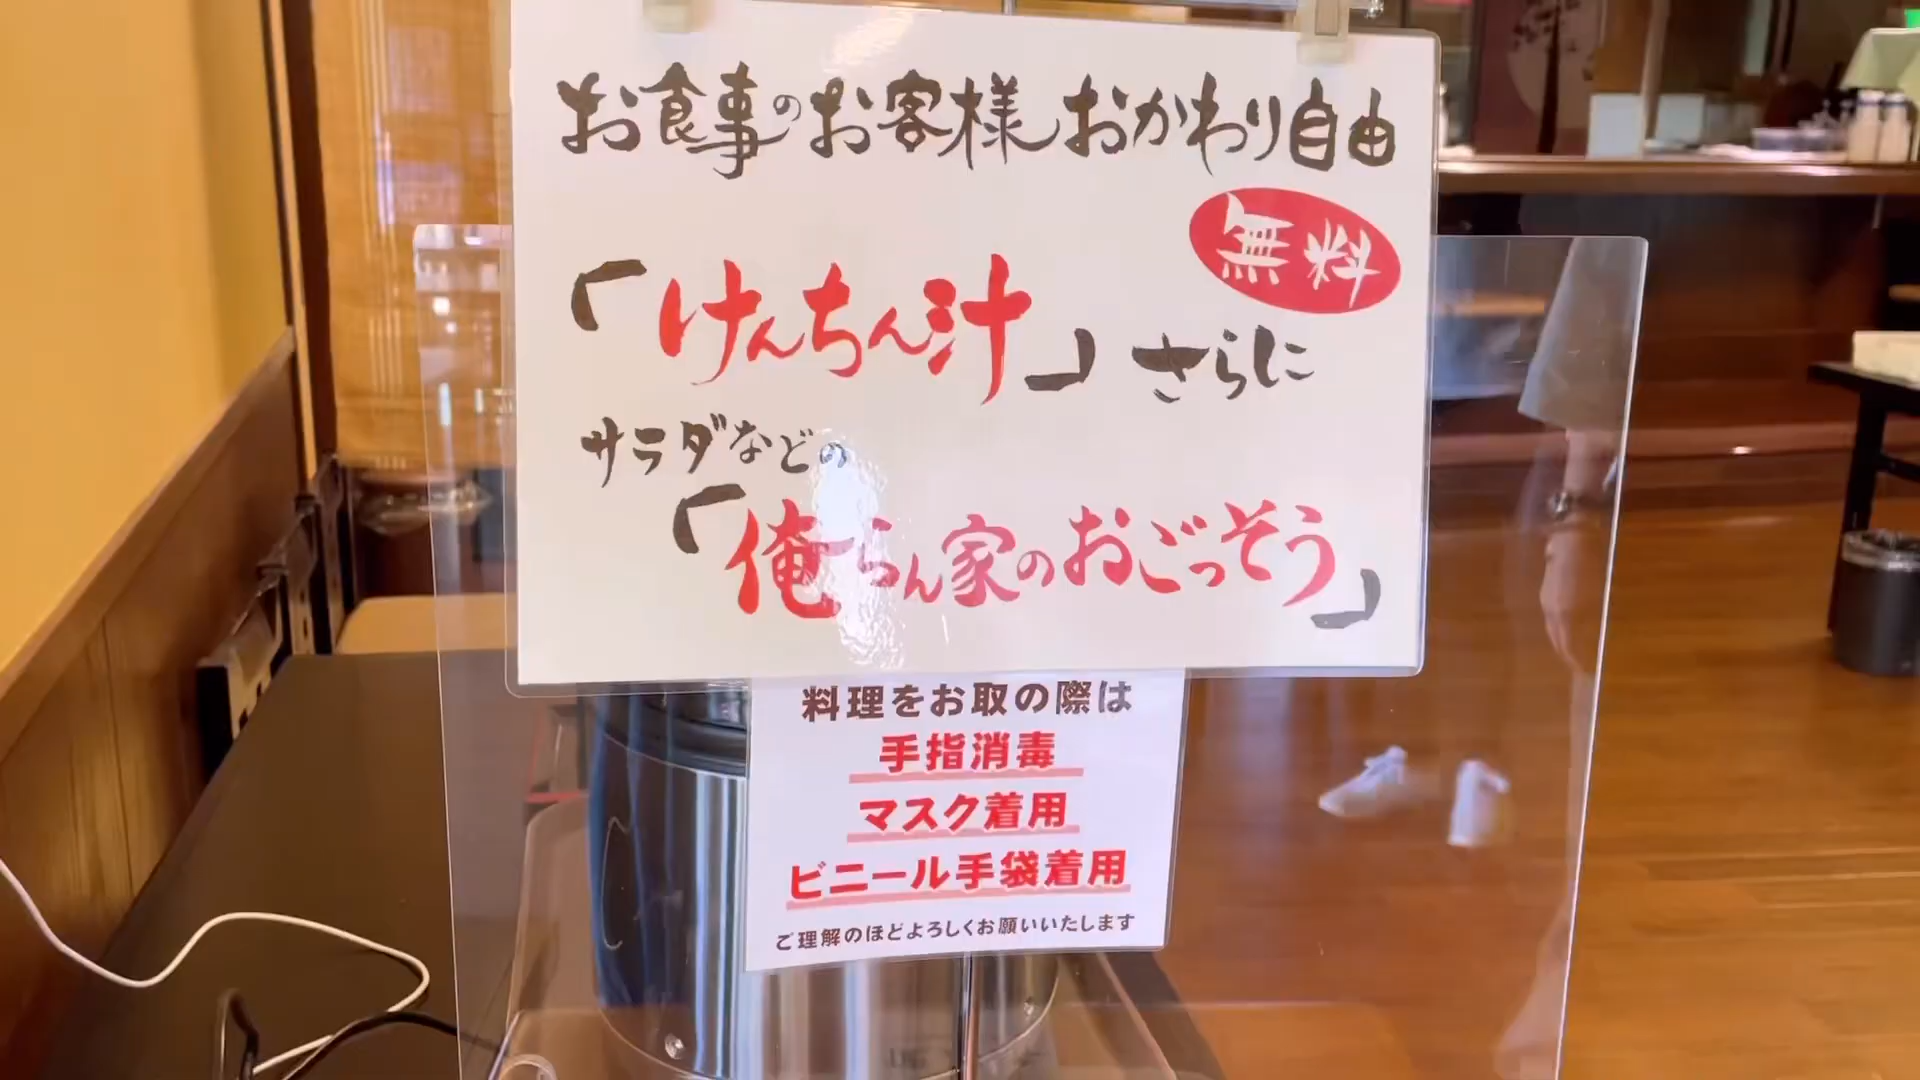 お食事のお客様おかわり自由
無料
「けんちん汁」さらに
サラダなどの
「俺らん家のおごっそう」
料理をお取の際は
手指消毒
マスク着用
ビニール手袋着用
ご理解のほどよろしくお願いいたします